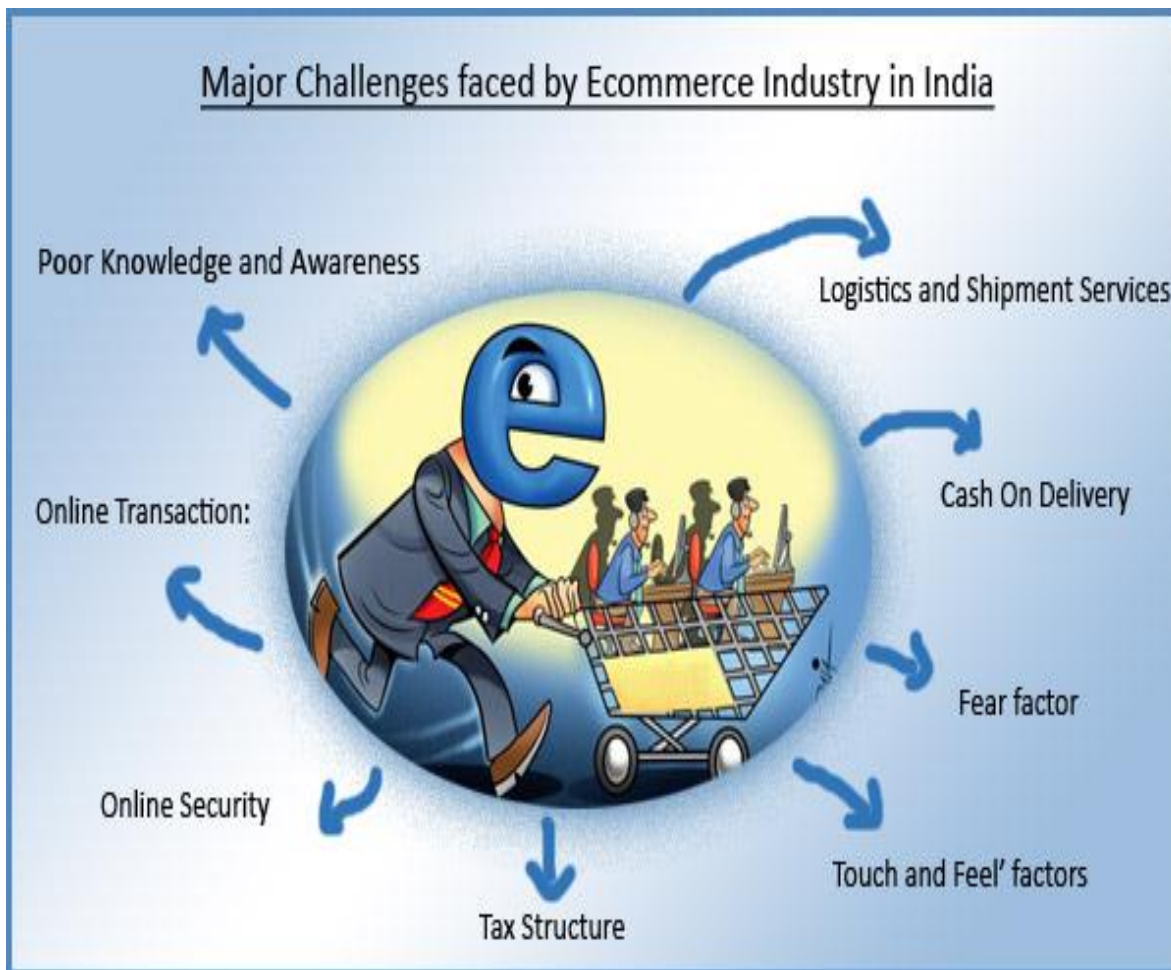 Major Challenges faced by Ecommerce Industry in India
Poor Knowledge and Awareness
Logistics and Shipment Services
Online Transaction:
Cash On Delivery
Fear factor
Online Security
Touch and Feel’ factors
Tax Structure
e